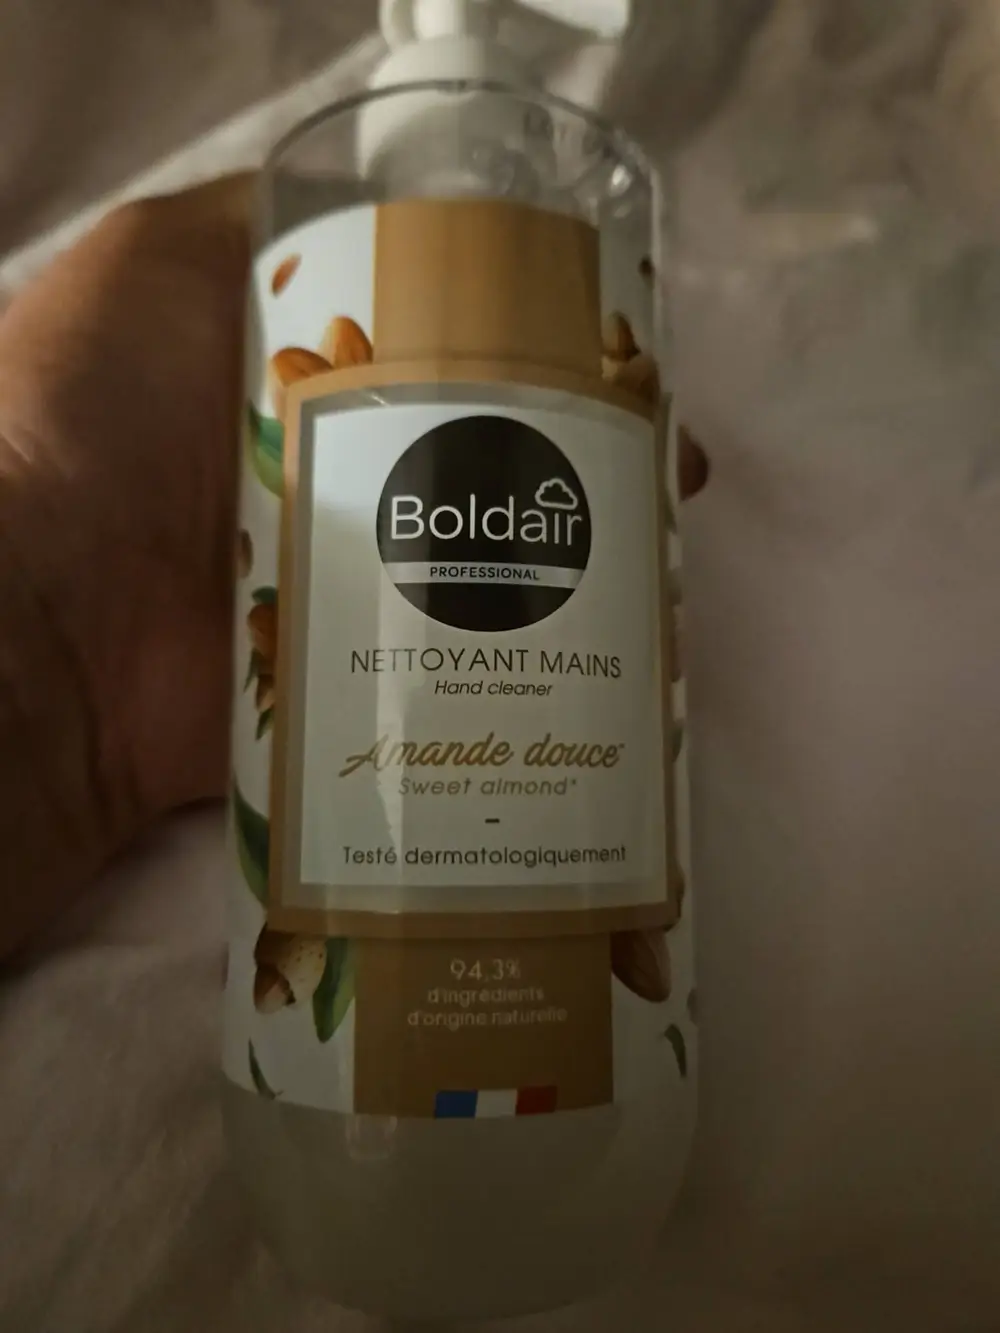 Boldair
PROFESSIONAL
NETTOYANT MAINS
Hand cleaner
Amande douce*
Sweet almond*
-
Testé dermatologiquement
94,3%
d'ingrédients
d'origine naturelle